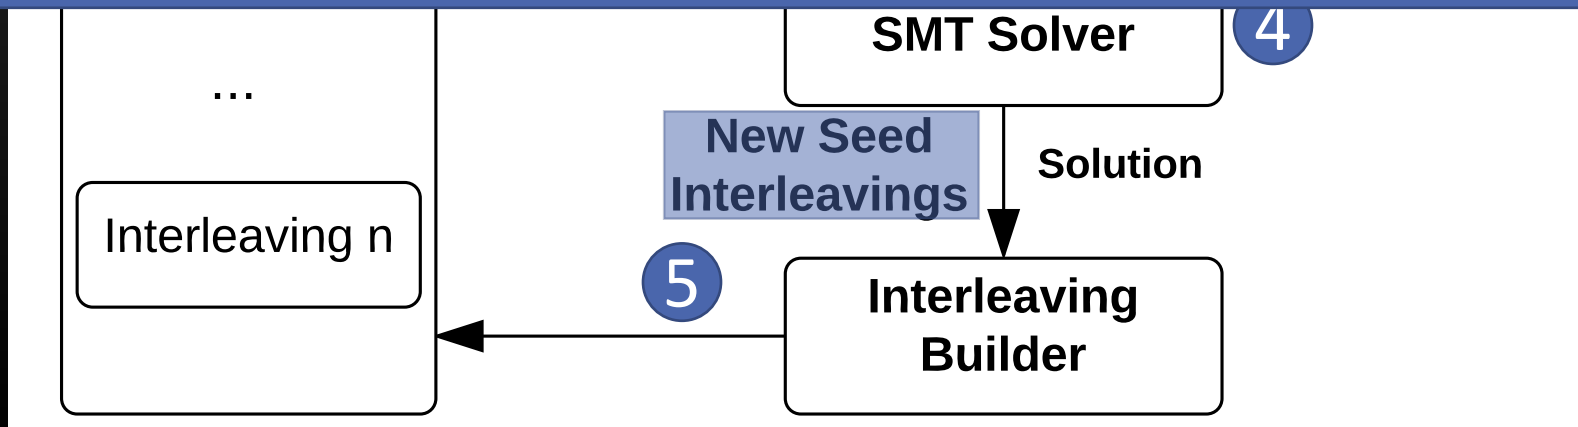 SMT Solver
4
...
New Seed
Interleavings
Solution
Interleaving n
5
Interleaving
Builder